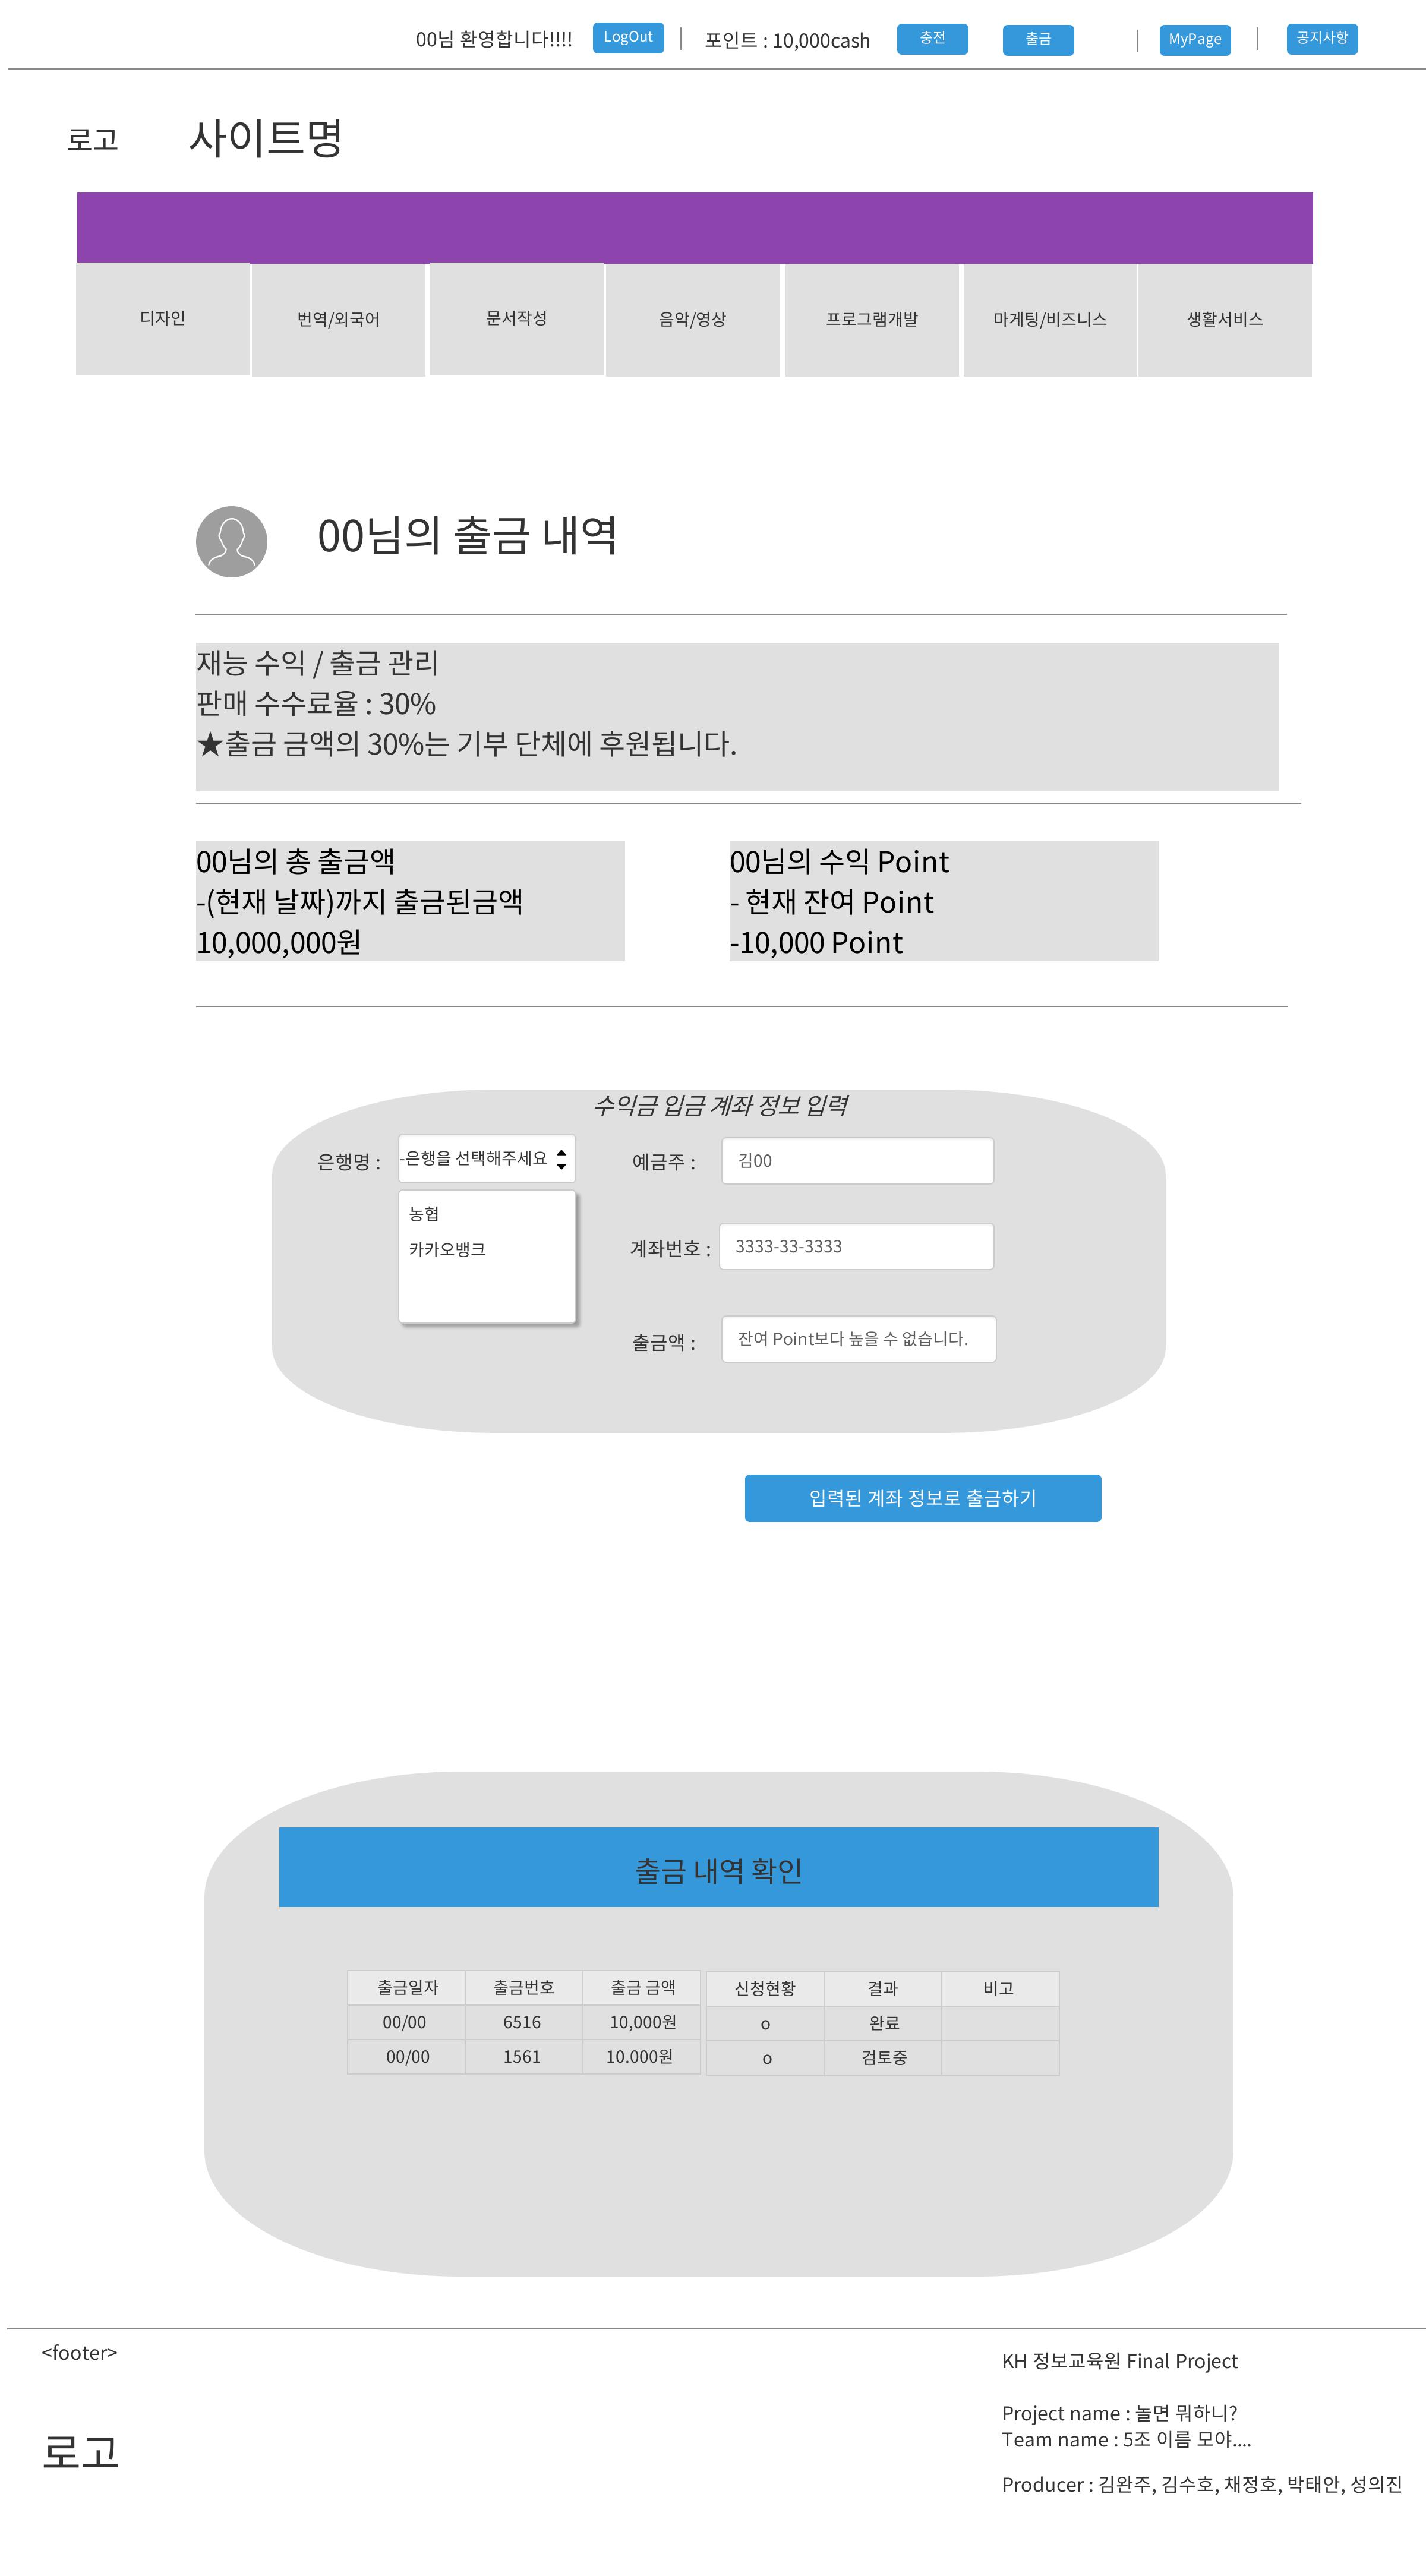 00님 환영합니다!!!! LogOut 포인트 : 10,000cash 충전 출금 MyPage 공지사항
로고 사이트명
디자인 번역/외국어 문서작성 음악/영상 프로그램개발 마게팅/비즈니스 생활서비스
00님의 출금 내역
재능 수익 / 출금 관리
판매 수수료율 : 30%
★출금 금액의 30%는 기부 단체에 후원됩니다.
00님의 총 출금액
-(현재 날짜)까지 출금된금액
10,000,000원
00님의 수익 Point
- 현재 잔여 Point
-10,000 Point
수익금 입금 계좌 정보 입력
은행명 : -은행을 선택해주세요 예금주 : 김00
농협
카카오뱅크
계좌번호 : 3333-33-3333
출금액 : 잔여 Point보다 높을 수 없습니다.
입력된 계좌 정보로 출금하기
출금 내역 확인
출금일자 출금번호 출금 금액 신청현황 결과 비고
00/00 6516 10,000원 o 완료
00/00 1561 10.000원 o 검토중
<footer>
로고
KH 정보교육원 Final Project
Project name : 놀면 뭐하니?
Team name : 5조 이름 모야....
Producer : 김완주, 김수호, 채정호, 박태안, 성의진